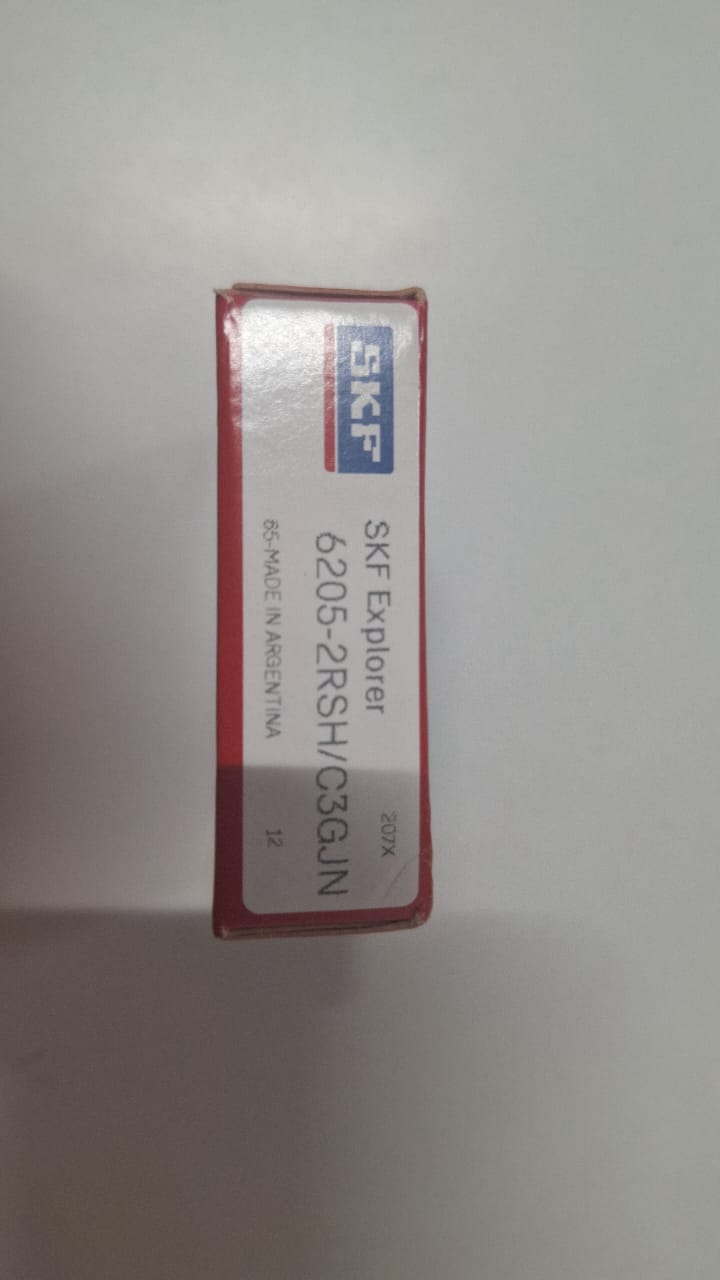 SKF
SKF Explorer
207X
6205-2RSH/C3GJN
65-MADE IN ARGENTINA
12